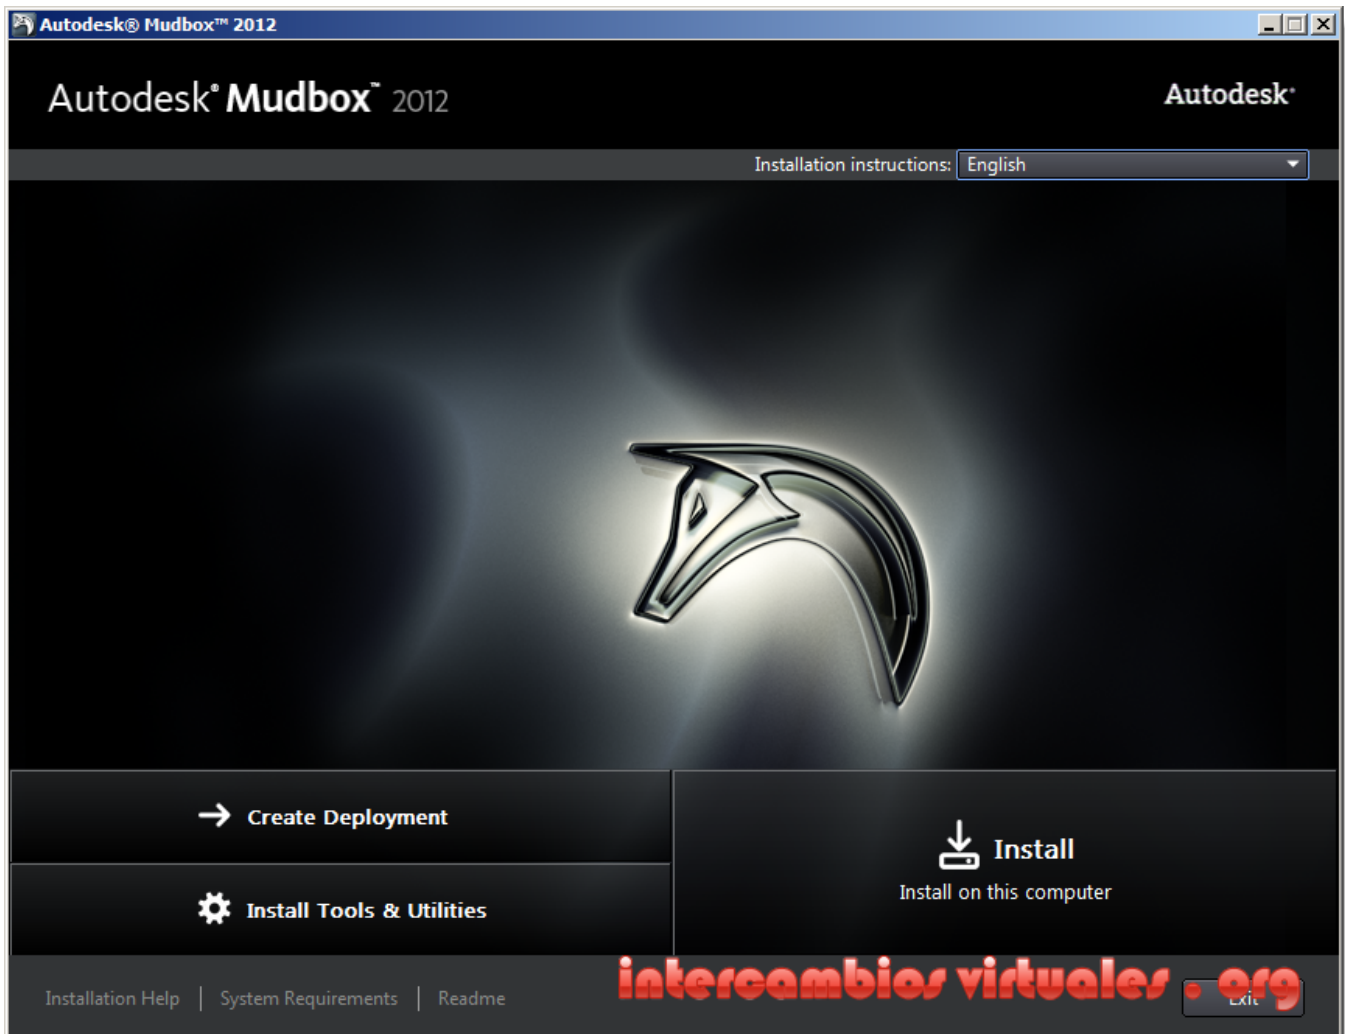 Autodesk® Mudbox™ 2012
Autodesk® Mudbox™ 2012
Autodesk®
Installation instructions: English
Create Deployment
Install
Install on this computer
Install Tools & Utilities
Installation Help | System Requirements | Readme
intercambios virtuales . org
Exit